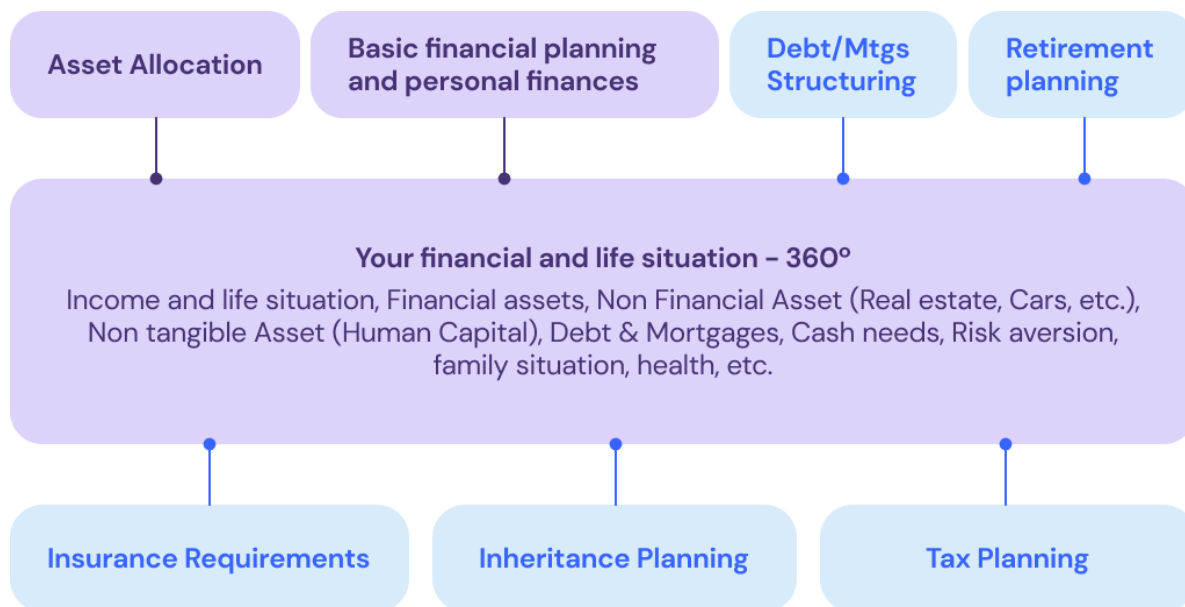 Asset Allocation
Basic financial planning
and personal finances
Debt/Mtgs
Structuring
Retirement
planning
Your financial and life situation – 360º
Income and life situation, Financial assets, Non Financial Asset (Real estate, Cars, etc.),
Non tangible Asset (Human Capital), Debt & Mortgages, Cash needs, Risk aversion,
family situation, health, etc.
Insurance Requirements
Inheritance Planning
Tax Planning